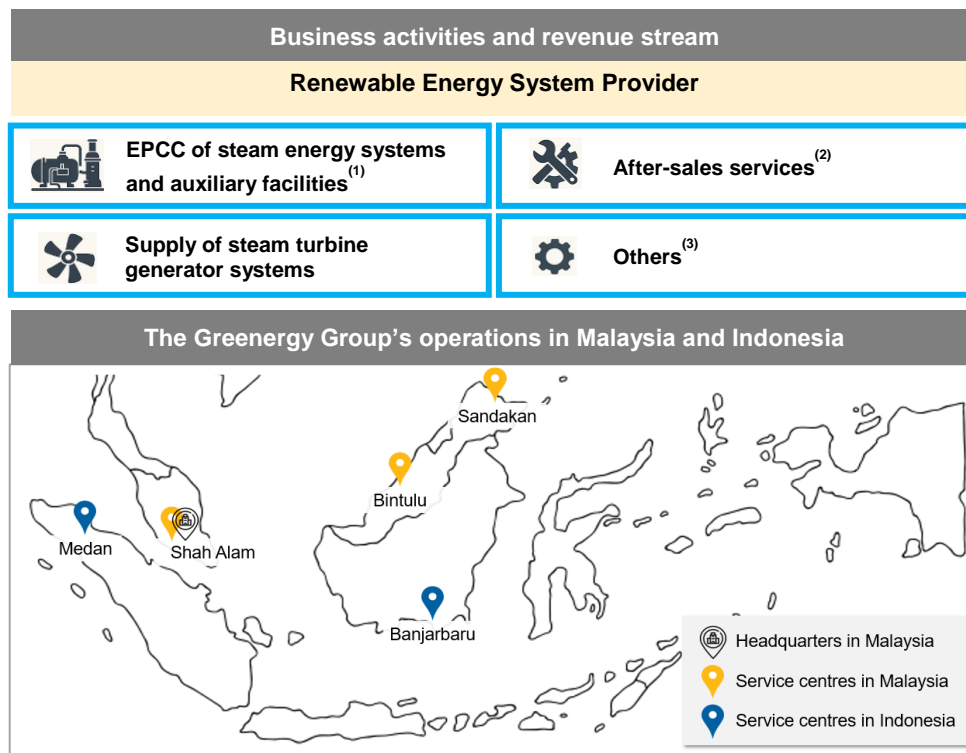 Business activities and revenue stream
Renewable Energy System Provider
EPCC of steam energy systems
and auxiliary facilities(1)
After-sales services(2)
Supply of steam turbine
generator systems
Others(3)
The Greenergy Group's operations in Malaysia and Indonesia
Sandakan
Bintulu
Medan
Shah Alam
Banjarbaru
Headquarters in Malaysia
Service centres in Malaysia
Service centres in Indonesia